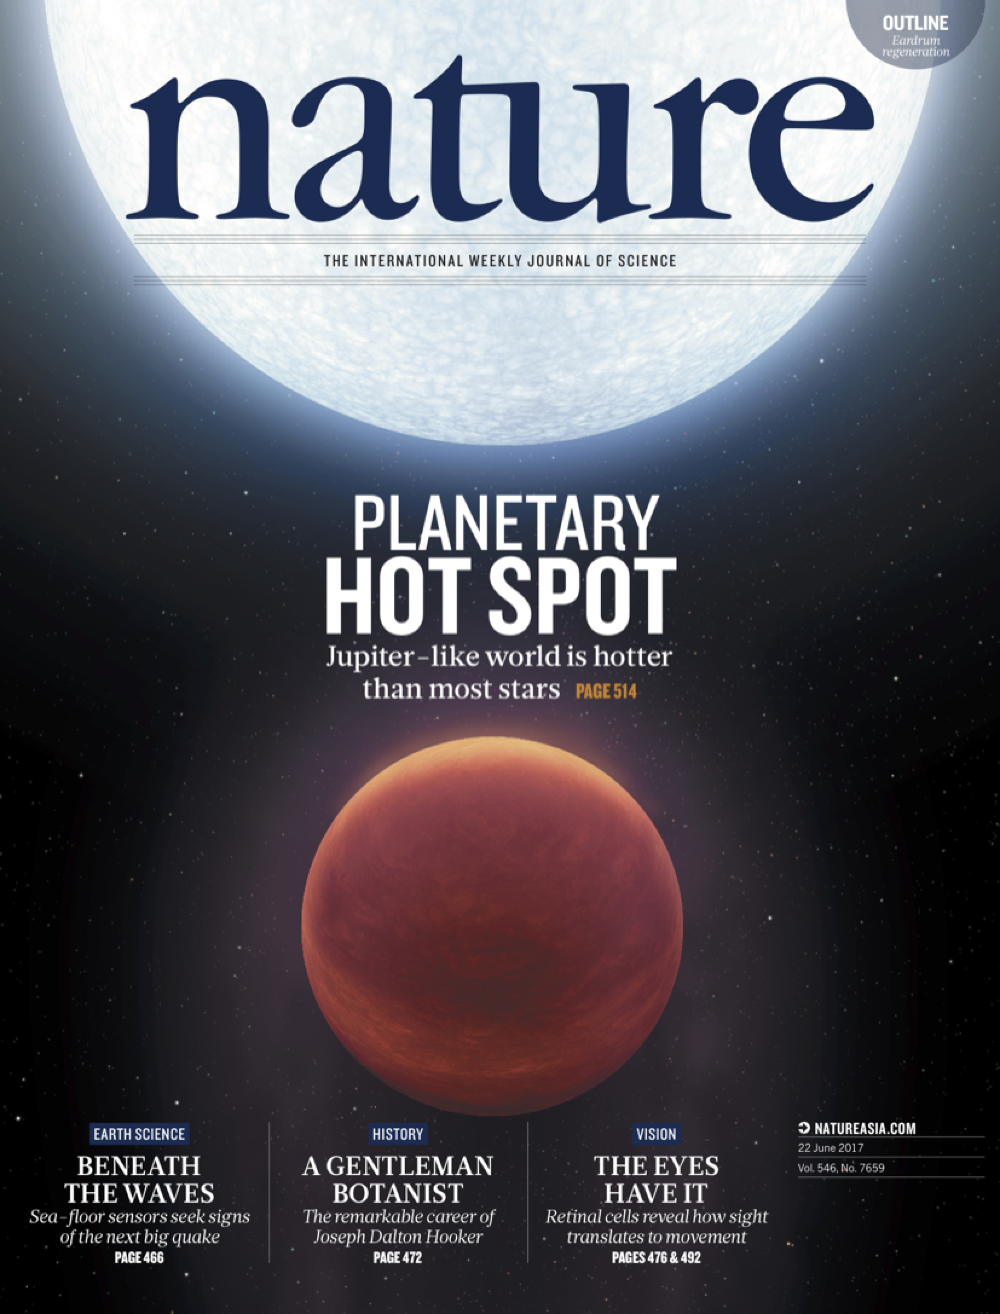 OUTLINE
Eardrum
regeneration
nature
THE INTERNATIONAL WEEKLY JOURNAL OF SCIENCE
PLANETARY
HOT SPOT
Jupiter-like world is hotter
than most stars PAGE 514
EARTH SCIENCE
BENEATH
THE WAVES
Sea-floor sensors seek signs
of the next big quake
PAGE 466
HISTORY
A GENTLEMAN
BOTANIST
The remarkable career of
Joseph Dalton Hooker
PAGE 472
VISION
THE EYES
HAVE IT
Retinal cells reveal how sight
translates to movement
PAGES 476 & 492
NATUREASIA.COM
22 June 2017
Vol. 546, No. 7659